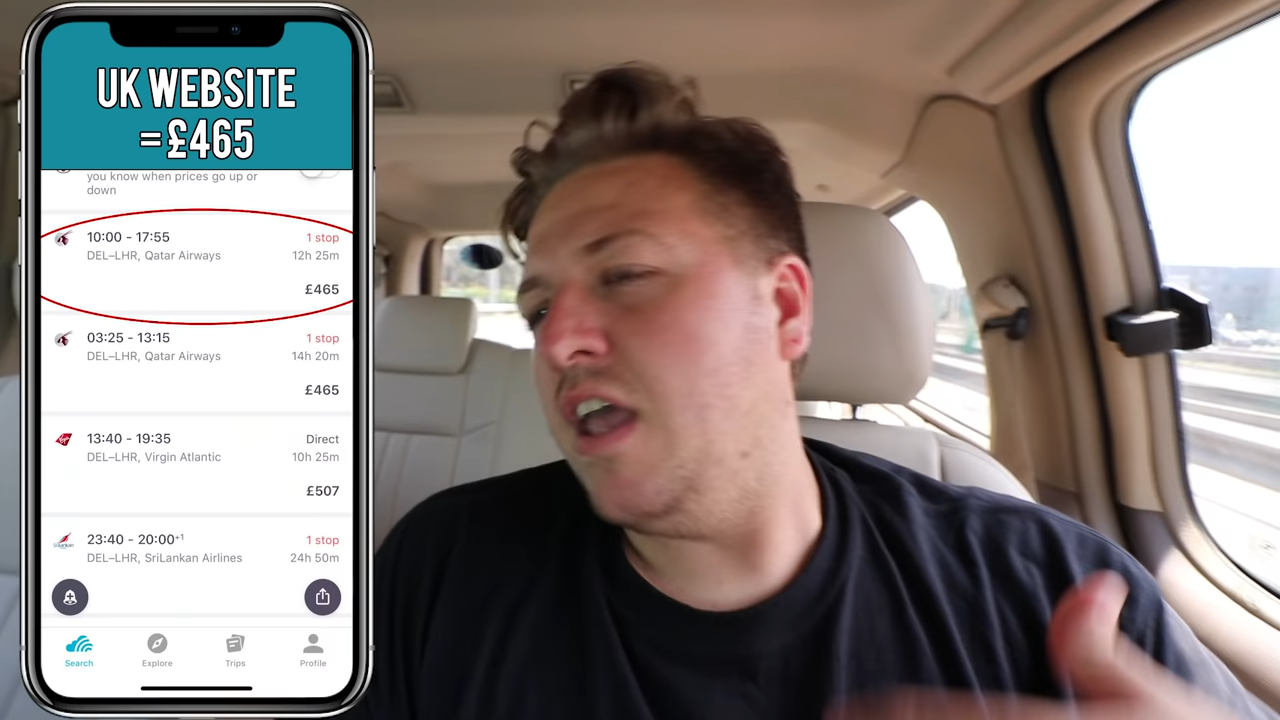 UK WEBSITE
=£465
you know when prices go up or
down
10:00 - 17:55 1 stop
DEL–LHR, Qatar Airways 12h 25m
£465
03:25 - 13:15 1 stop
DEL–LHR, Qatar Airways 14h 20m
£465
13:40 - 19:35 Direct
DEL–LHR, Virgin Atlantic 10h 25m
£507
23:40 - 20:00+1 1 stop
DEL–LHR, SriLankan Airlines 24h 50m
Search Explore Trips Profile